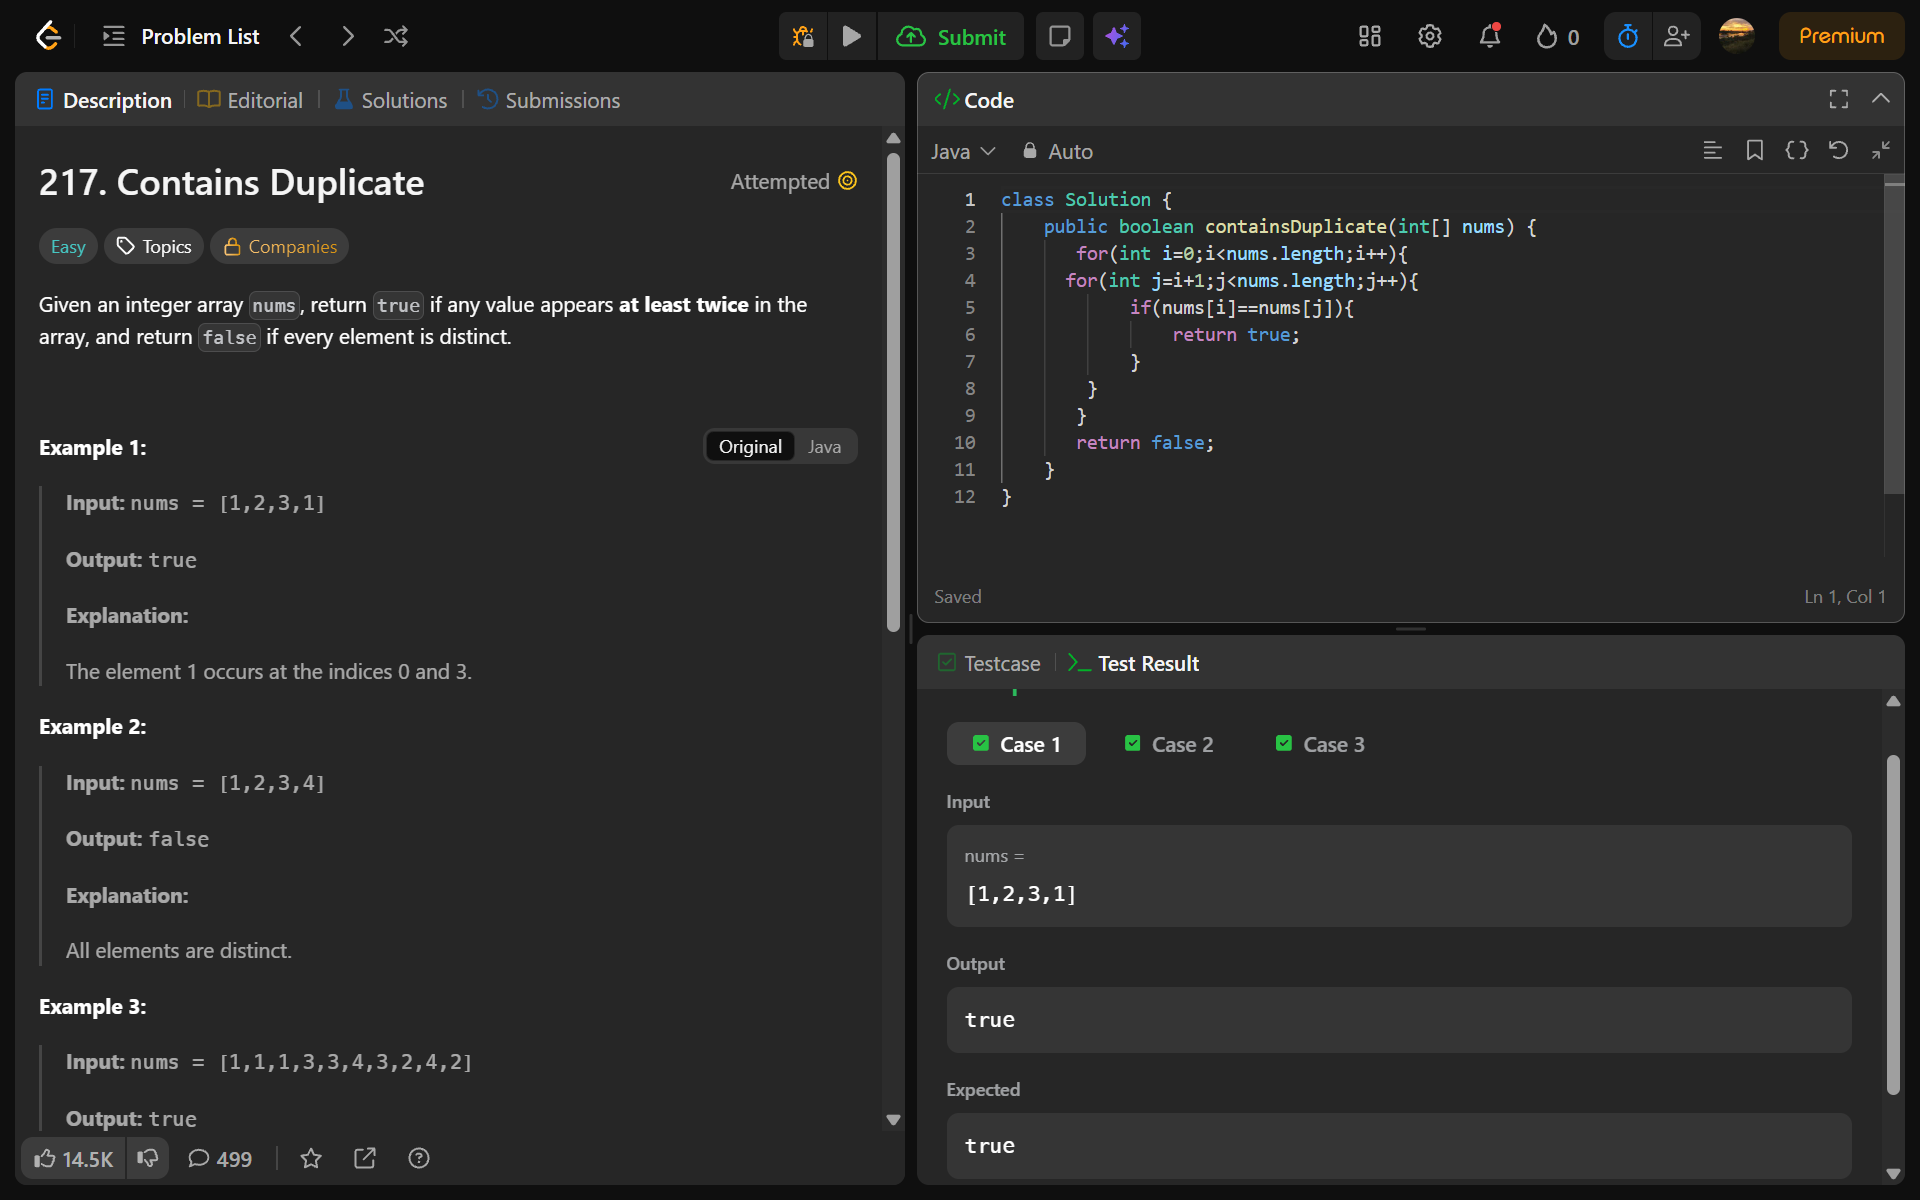 Problem List
Submit
0
Premium
Description
Editorial
Solutions
Submissions
217. Contains Duplicate
Attempted
Easy
Topics
Companies
Given an integer array nums, return true if any value appears at least twice in the
array, and return false if every element is distinct.
Example 1:
Original
Java
Input: nums = [1,2,3,1]
Output: true
Explanation:
The element 1 occurs at the indices 0 and 3.
Example 2:
Input: nums = [1,2,3,4]
Output: false
Explanation:
All elements are distinct.
Example 3:
Input: nums = [1,1,1,3,3,4,3,2,4,2]
Output: true
14.5K
499
</> Code
Java
Auto
1 class Solution {
2     public boolean containsDuplicate(int[] nums) {
3        for(int i=0;i<nums.length;i++){
4       for(int j=i+1;j<nums.length;j++){
5             if(nums[i]==nums[j]){
6                 return true;
7             }
8         }
9        }
10        return false;
11     }
12 }
Saved
Ln 1, Col 1
Testcase
Test Result
Case 1
Case 2
Case 3
Input
nums =
[1,2,3,1]
Output
true
Expected
true